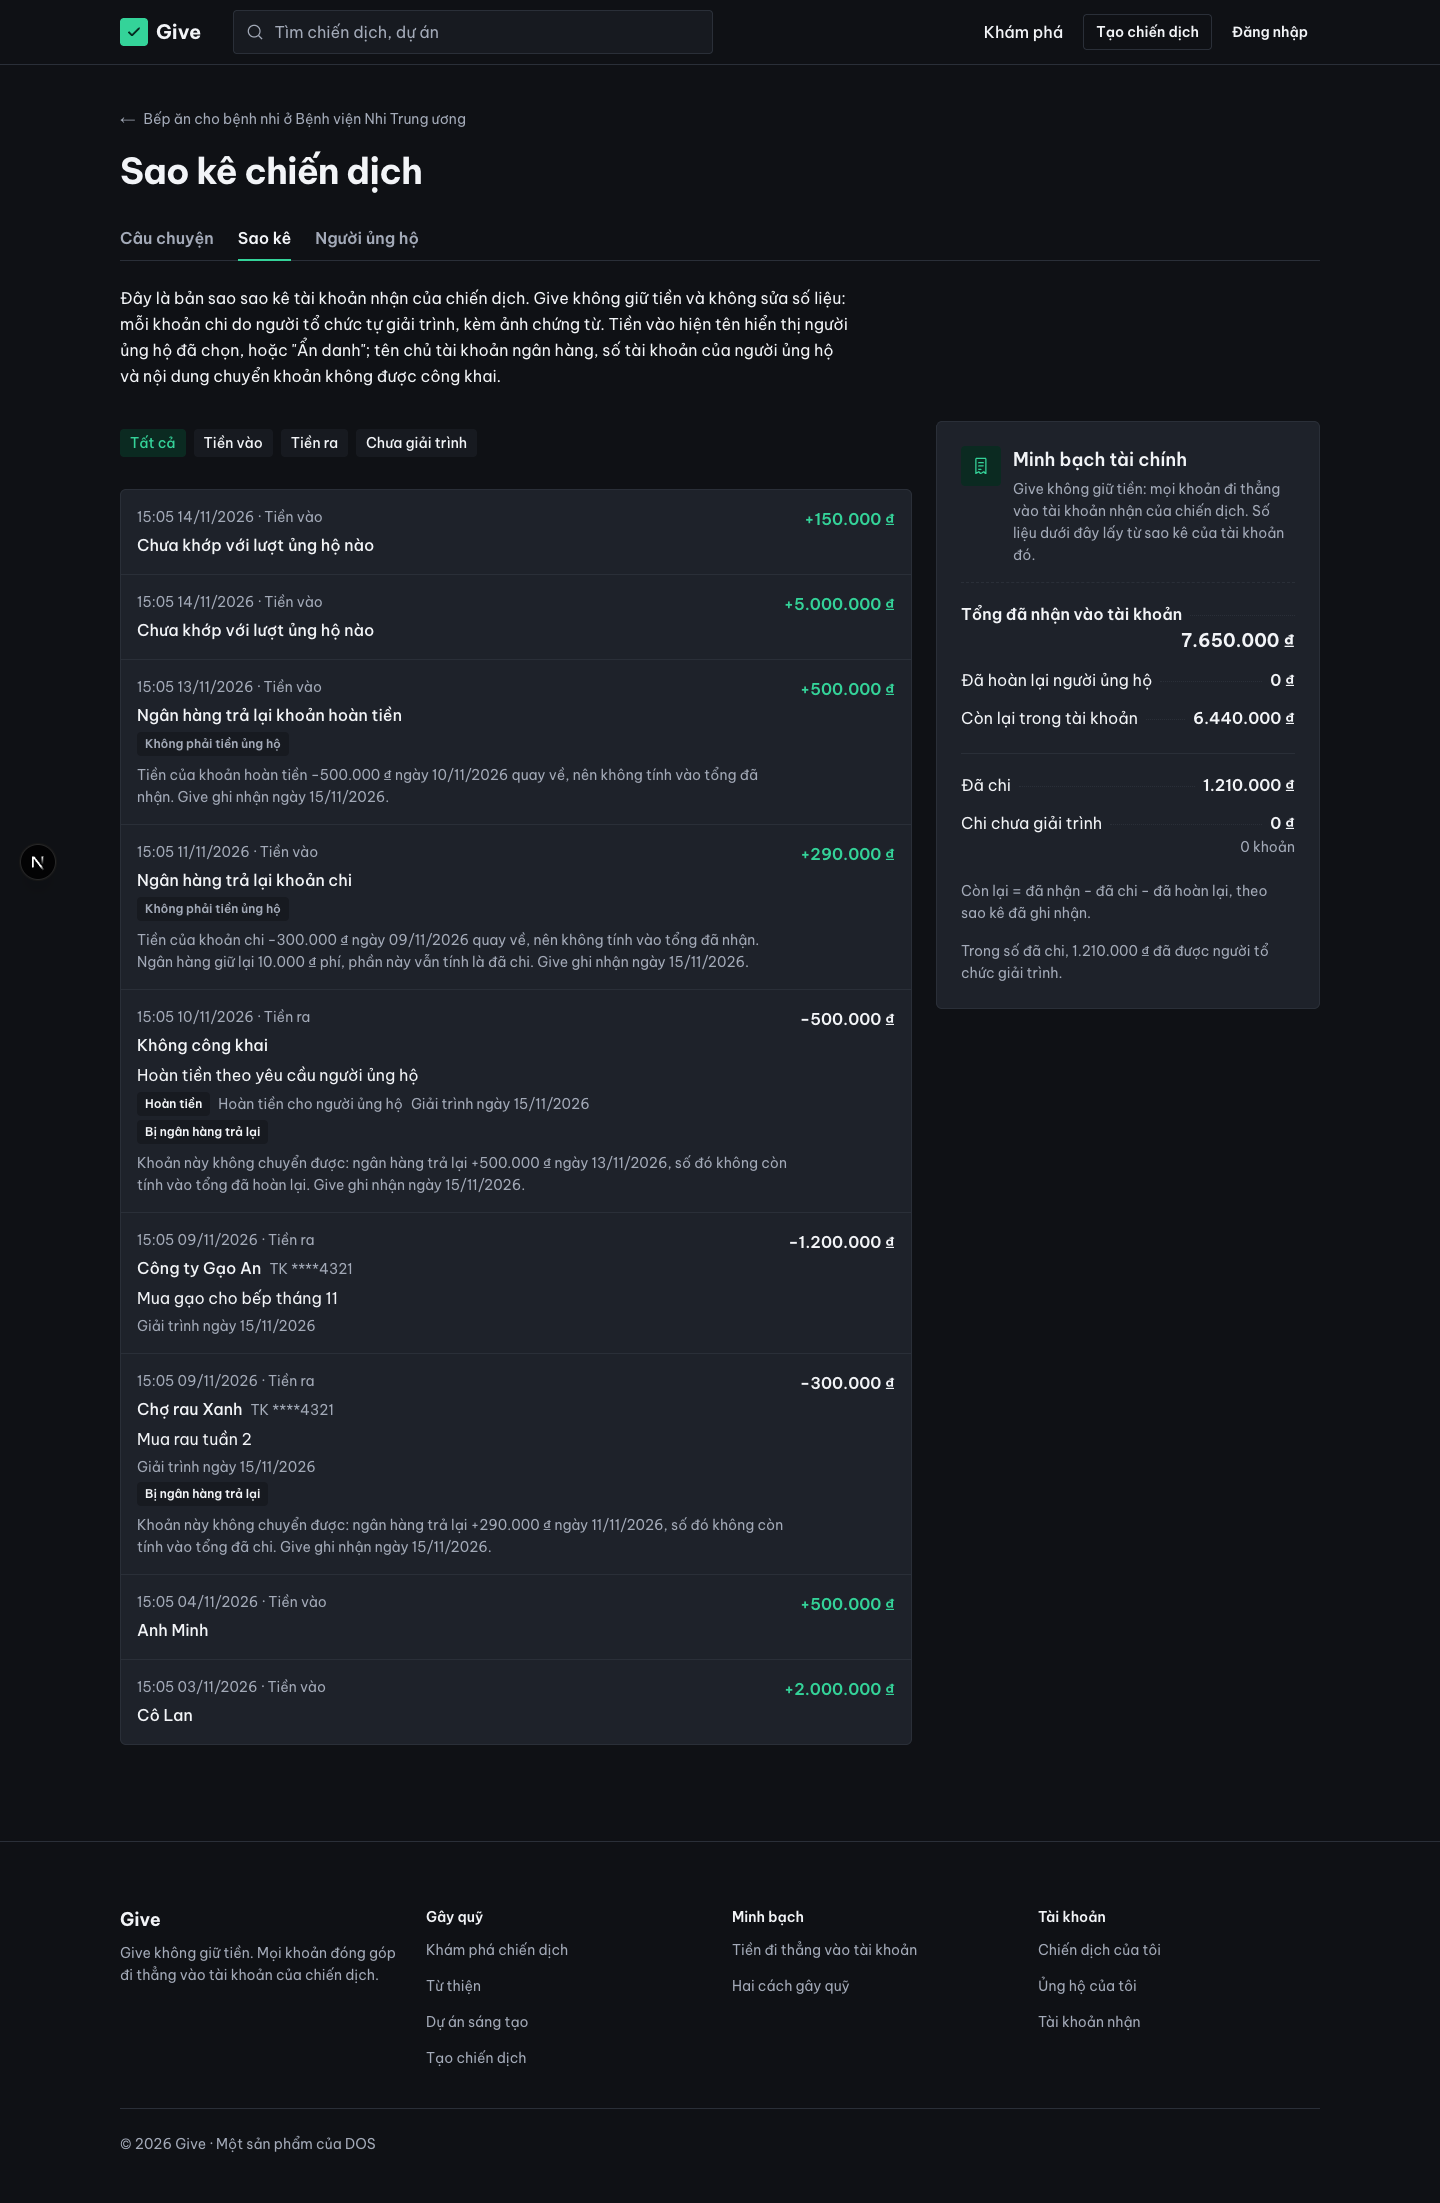 Give
Tìm chiến dịch, dự án
Khám phá
Tạo chiến dịch
Đăng nhập
← Bếp ăn cho bệnh nhi ở Bệnh viện Nhi Trung ương
Sao kê chiến dịch
Câu chuyện
Sao kê
Người ủng hộ
Đây là bản sao sao kê tài khoản nhận của chiến dịch. Give không giữ tiền và không sửa số liệu:
mỗi khoản chi do người tổ chức tự giải trình, kèm ảnh chứng từ. Tiền vào hiện tên hiển thị người
ủng hộ đã chọn, hoặc "Ẩn danh"; tên chủ tài khoản ngân hàng, số tài khoản của người ủng hộ
và nội dung chuyển khoản không được công khai.
Tất cả
Tiền vào
Tiền ra
Chưa giải trình
15:05 14/11/2026 · Tiền vào
+150.000 ₫
Chưa khớp với lượt ủng hộ nào
15:05 14/11/2026 · Tiền vào
+5.000.000 ₫
Chưa khớp với lượt ủng hộ nào
15:05 13/11/2026 · Tiền vào
+500.000 ₫
Ngân hàng trả lại khoản hoàn tiền
Không phải tiền ủng hộ
Tiền của khoản hoàn tiền −500.000 ₫ ngày 10/11/2026 quay về, nên không tính vào tổng đã
nhận. Give ghi nhận ngày 15/11/2026.
15:05 11/11/2026 · Tiền vào
+290.000 ₫
Ngân hàng trả lại khoản chi
Không phải tiền ủng hộ
Tiền của khoản chi −300.000 ₫ ngày 09/11/2026 quay về, nên không tính vào tổng đã nhận.
Ngân hàng giữ lại 10.000 ₫ phí, phần này vẫn tính là đã chi. Give ghi nhận ngày 15/11/2026.
15:05 10/11/2026 · Tiền ra
−500.000 ₫
Không công khai
Hoàn tiền theo yêu cầu người ủng hộ
Hoàn tiền Hoàn tiền cho người ủng hộ Giải trình ngày 15/11/2026
Bị ngân hàng trả lại
Khoản này không chuyển được: ngân hàng trả lại +500.000 ₫ ngày 13/11/2026, số đó không còn
tính vào tổng đã hoàn lại. Give ghi nhận ngày 15/11/2026.
15:05 09/11/2026 · Tiền ra
−1.200.000 ₫
Công ty Gạo An TK ****4321
Mua gạo cho bếp tháng 11
Giải trình ngày 15/11/2026
15:05 09/11/2026 · Tiền ra
−300.000 ₫
Chợ rau Xanh TK ****4321
Mua rau tuần 2
Giải trình ngày 15/11/2026
Bị ngân hàng trả lại
Khoản này không chuyển được: ngân hàng trả lại +290.000 ₫ ngày 11/11/2026, số đó không còn
tính vào tổng đã chi. Give ghi nhận ngày 15/11/2026.
15:05 04/11/2026 · Tiền vào
+500.000 ₫
Anh Minh
15:05 03/11/2026 · Tiền vào
+2.000.000 ₫
Cô Lan
Minh bạch tài chính
Give không giữ tiền: mọi khoản đi thẳng
vào tài khoản nhận của chiến dịch. Số
liệu dưới đây lấy từ sao kê của tài khoản
đó.
Tổng đã nhận vào tài khoản
7.650.000 ₫
Đã hoàn lại người ủng hộ 0 ₫
Còn lại trong tài khoản 6.440.000 ₫
Đã chi 1.210.000 ₫
Chi chưa giải trình 0 ₫
0 khoản
Còn lại = đã nhận − đã chi − đã hoàn lại, theo
sao kê đã ghi nhận.
Trong số đã chi, 1.210.000 ₫ đã được người tổ
chức giải trình.
N
Give
Give không giữ tiền. Mọi khoản đóng góp
đi thẳng vào tài khoản của chiến dịch.
Gây quỹ
Khám phá chiến dịch
Từ thiện
Dự án sáng tạo
Tạo chiến dịch
Minh bạch
Tiền đi thẳng vào tài khoản
Hai cách gây quỹ
Tài khoản
Chiến dịch của tôi
Ủng hộ của tôi
Tài khoản nhận
© 2026 Give · Một sản phẩm của DOS